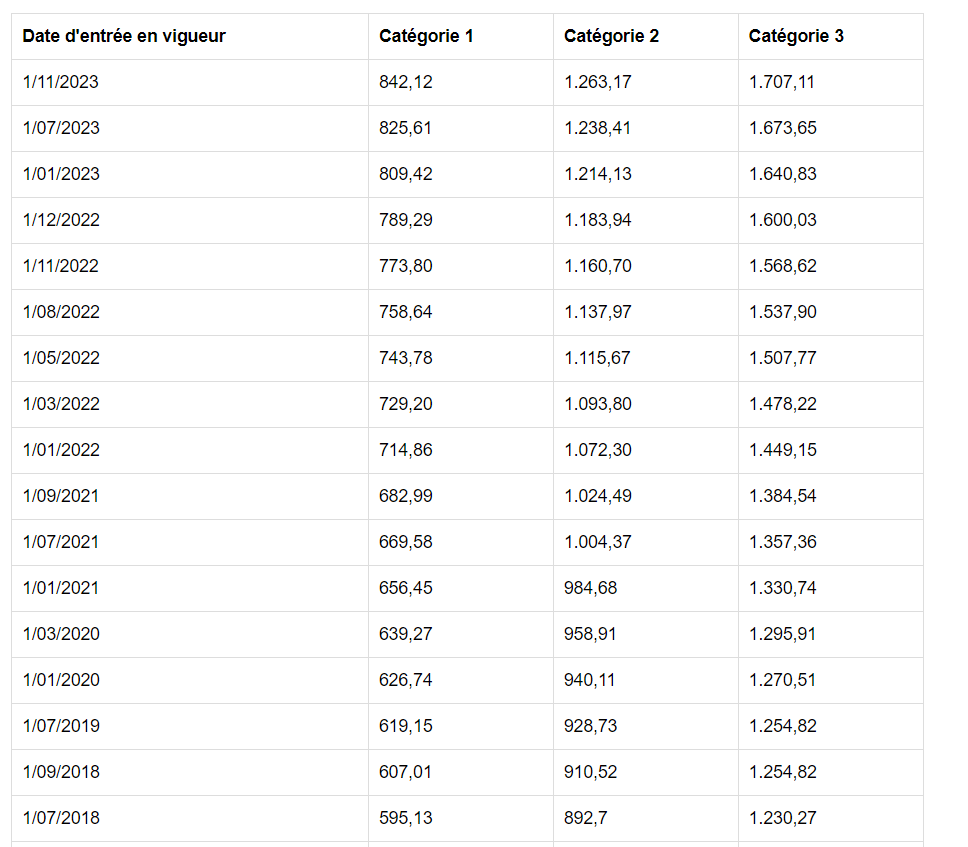 Date d'entrée en vigueur Catégorie 1 Catégorie 2 Catégorie 3
1/11/2023 842,12 1.263,17 1.707,11
1/07/2023 825,61 1.238,41 1.673,65
1/01/2023 809,42 1.214,13 1.640,83
1/12/2022 789,29 1.183,94 1.600,03
1/11/2022 773,80 1.160,70 1.568,62
1/08/2022 758,64 1.137,97 1.537,90
1/05/2022 743,78 1.115,67 1.507,77
1/03/2022 729,20 1.093,80 1.478,22
1/01/2022 714,86 1.072,30 1.449,15
1/09/2021 682,99 1.024,49 1.384,54
1/07/2021 669,58 1.004,37 1.357,36
1/01/2021 656,45 984,68 1.330,74
1/03/2020 639,27 958,91 1.295,91
1/01/2020 626,74 940,11 1.270,51
1/07/2019 619,15 928,73 1.254,82
1/09/2018 607,01 910,52 1.254,82
1/07/2018 595,13 892,7 1.230,27